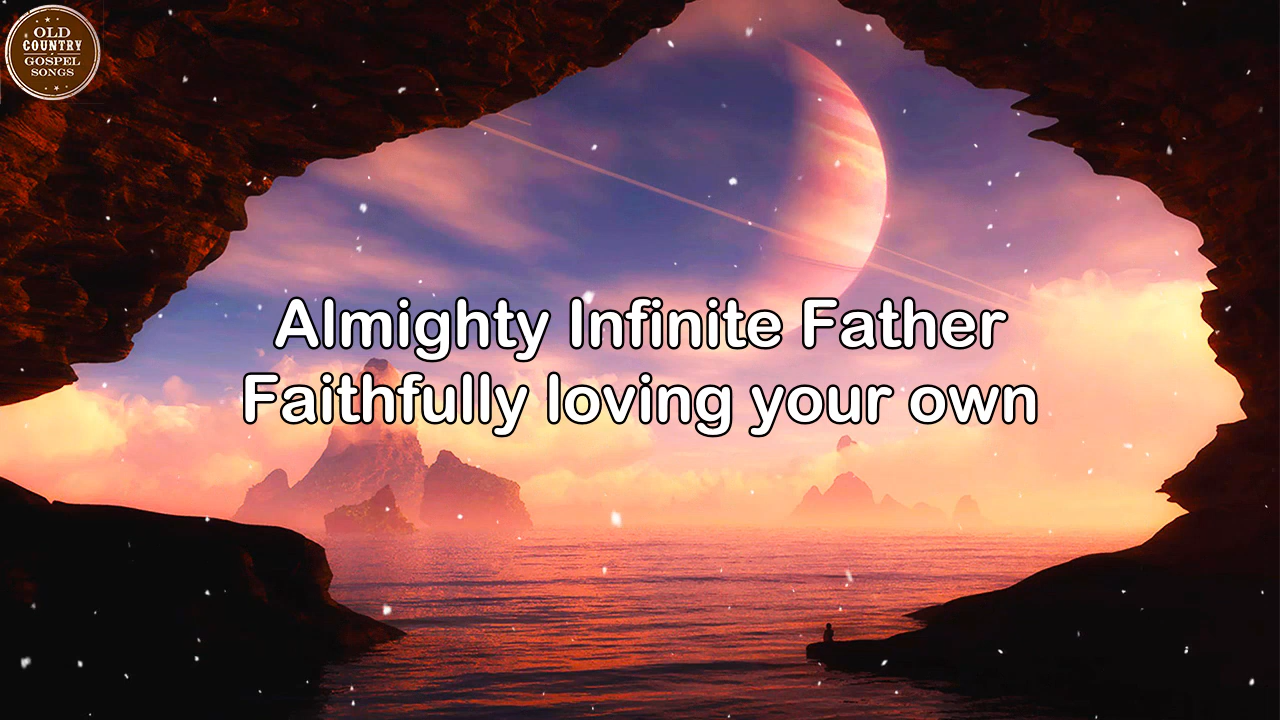 OLD
COUNTRY
GOSPEL
SONGS
Almighty Infinite Father
Faithfully loving your own